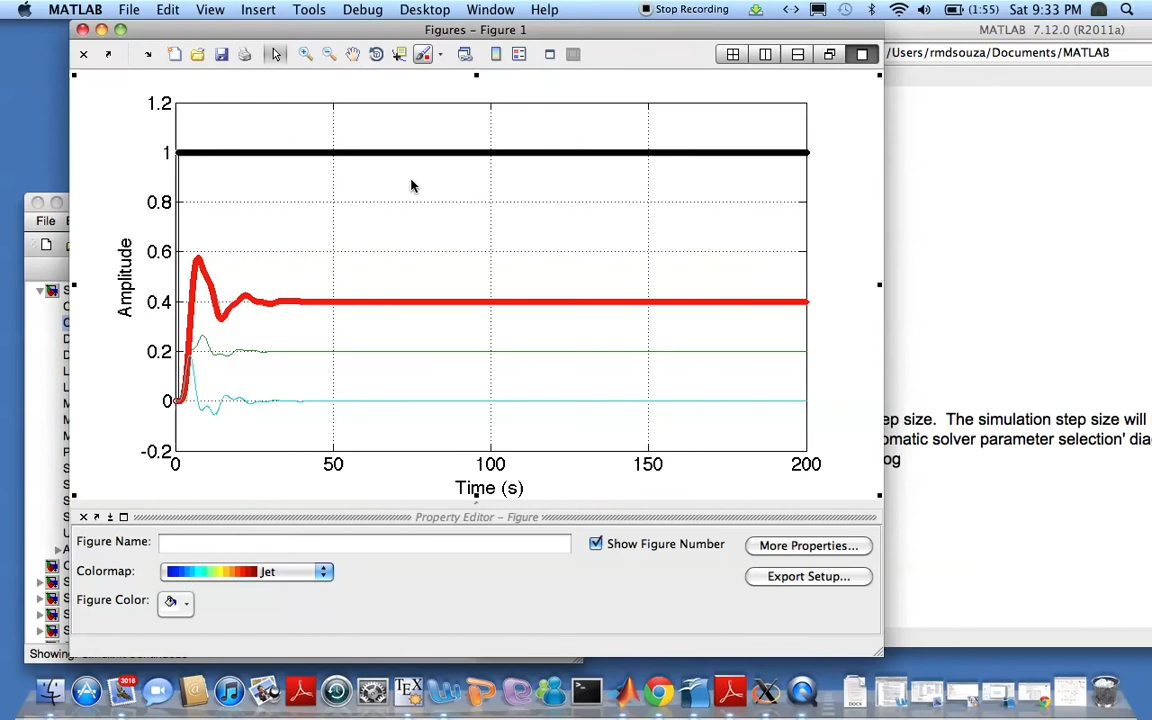 MATLAB File Edit View Insert Tools Debug Desktop Window Help Stop Recording (1:55) Sat 9:33 PM
Figures – Figure 1
MATLAB 7.12.0 (R2011a)
/Users/rmdsouza/Documents/MATLAB
1.2
1
0.8
0.6
0.4
0.2
0
-0.2
Amplitude
0 50 100 150 200
Time (s)
File
ep size. The simulation step size will
omatic solver parameter selection' dia
og
Property Editor – Figure
Figure Name:
Show Figure Number
More Properties...
Colormap:
Jet
Export Setup...
Figure Color:
3016
TEX
DOCX